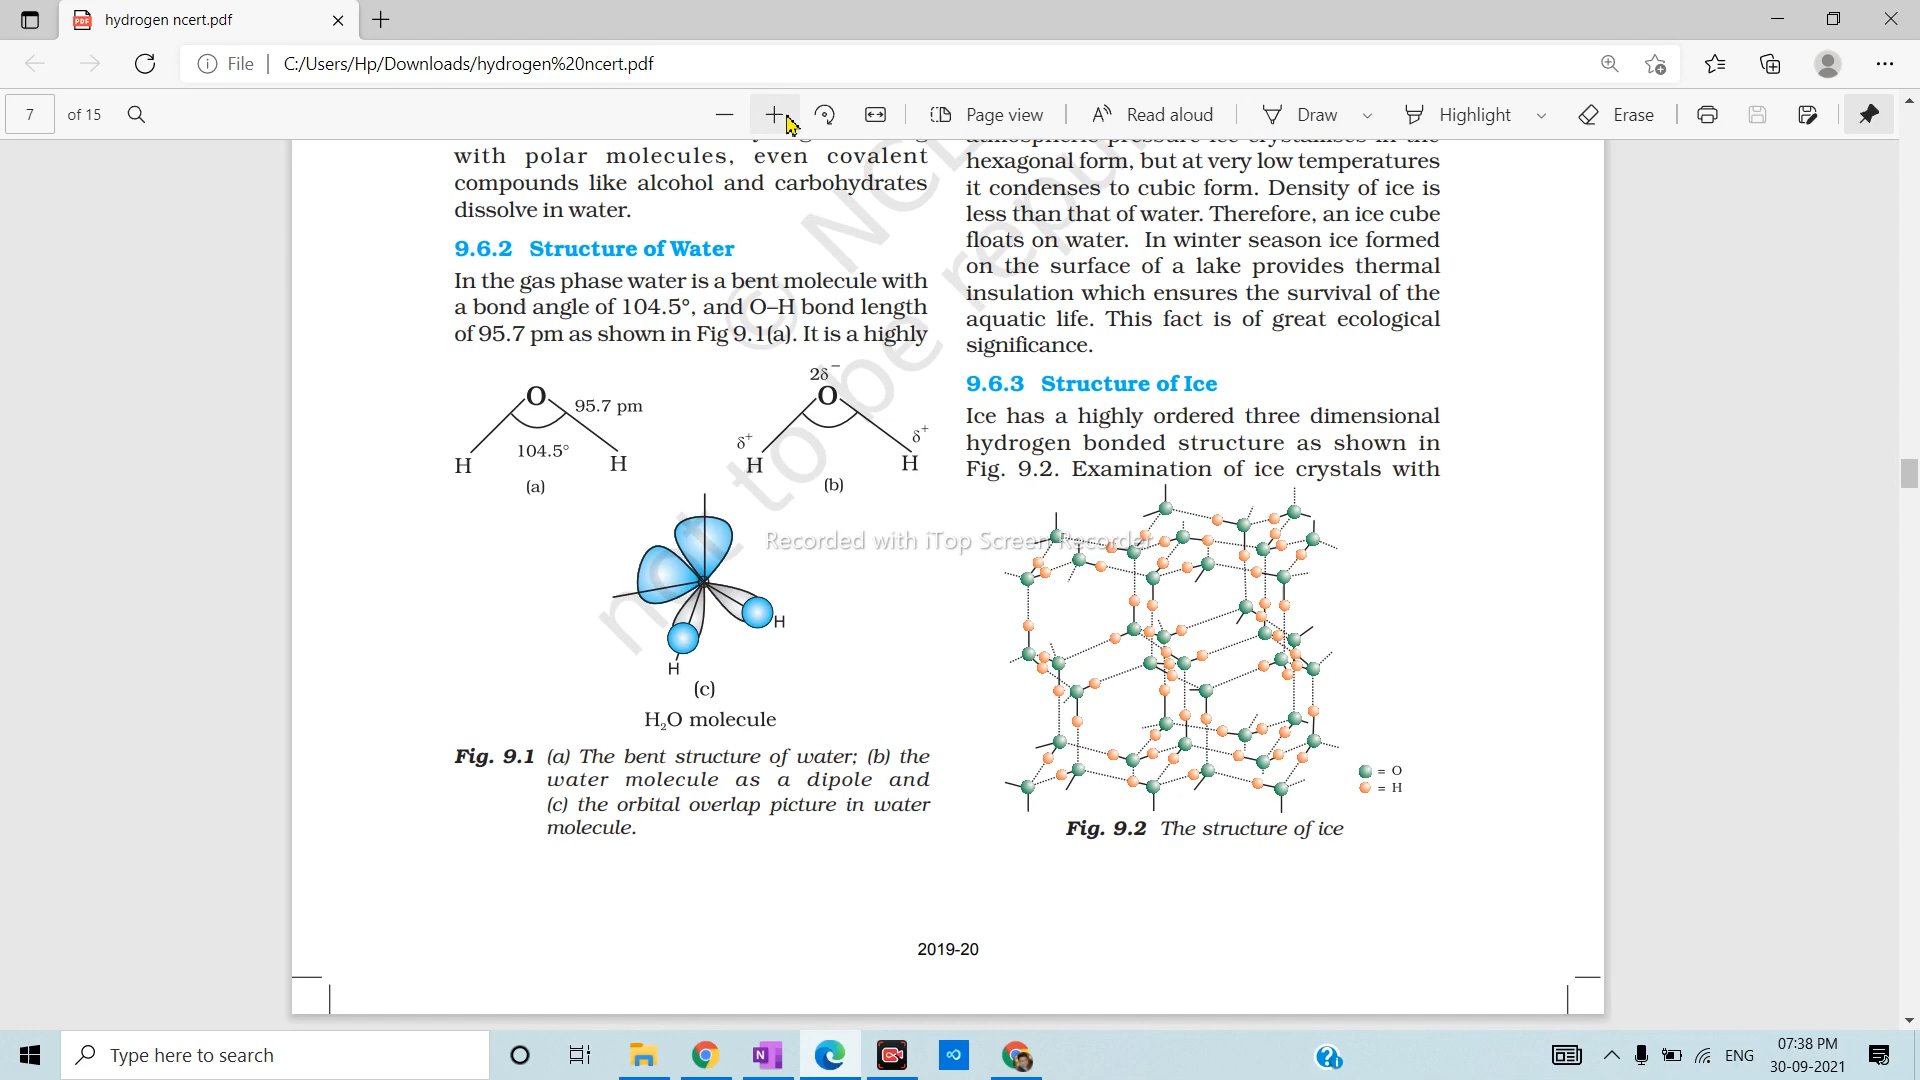 hydrogen ncert.pdf
File
C:/Users/Hp/Downloads/hydrogen%20ncert.pdf
7 of 15
Page view
Read aloud
Draw
Highlight
Erase
with polar molecules, even covalent
compounds like alcohol and carbohydrates
dissolve in water.
9.6.2 Structure of Water
In the gas phase water is a bent molecule with
a bond angle of 104.5°, and O–H bond length
of 95.7 pm as shown in Fig 9.1(a). It is a highly
O
95.7 pm
104.5°
H H
(a)
2δ⁻
O
δ⁺ δ⁺
H H
(b)
H
H
(c)
H₂O molecule
Fig. 9.1 (a) The bent structure of water; (b) the
water molecule as a dipole and
(c) the orbital overlap picture in water
molecule.
atmospheric pressure ice crystallises in the
hexagonal form, but at very low temperatures
it condenses to cubic form. Density of ice is
less than that of water. Therefore, an ice cube
floats on water. In winter season ice formed
on the surface of a lake provides thermal
insulation which ensures the survival of the
aquatic life. This fact is of great ecological
significance.
9.6.3 Structure of Ice
Ice has a highly ordered three dimensional
hydrogen bonded structure as shown in
Fig. 9.2. Examination of ice crystals with
= O
= H
Fig. 9.2 The structure of ice
Recorded with iTop Screen Recorder
not to be repu
2019-20
Type here to search
ENG
07:38 PM
30-09-2021